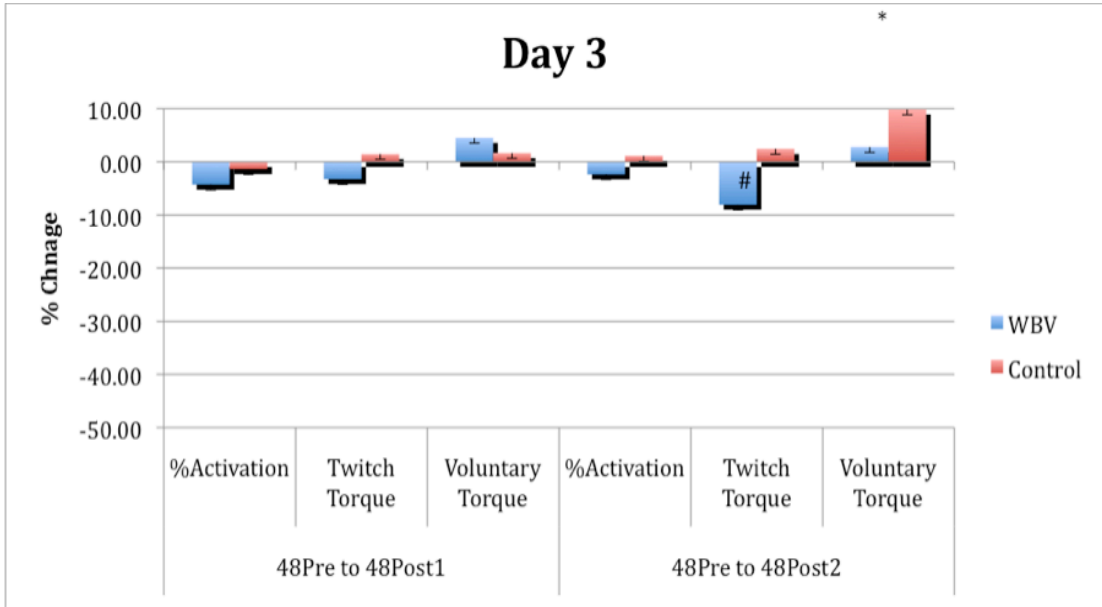 *
Day 3
% Chnage
10.00
0.00
-10.00
-20.00
-30.00
-40.00
-50.00
#
WBV
Control
%Activation
Twitch
Torque
Voluntary
Torque
%Activation
Twitch
Torque
Voluntary
Torque
48Pre to 48Post1
48Pre to 48Post2